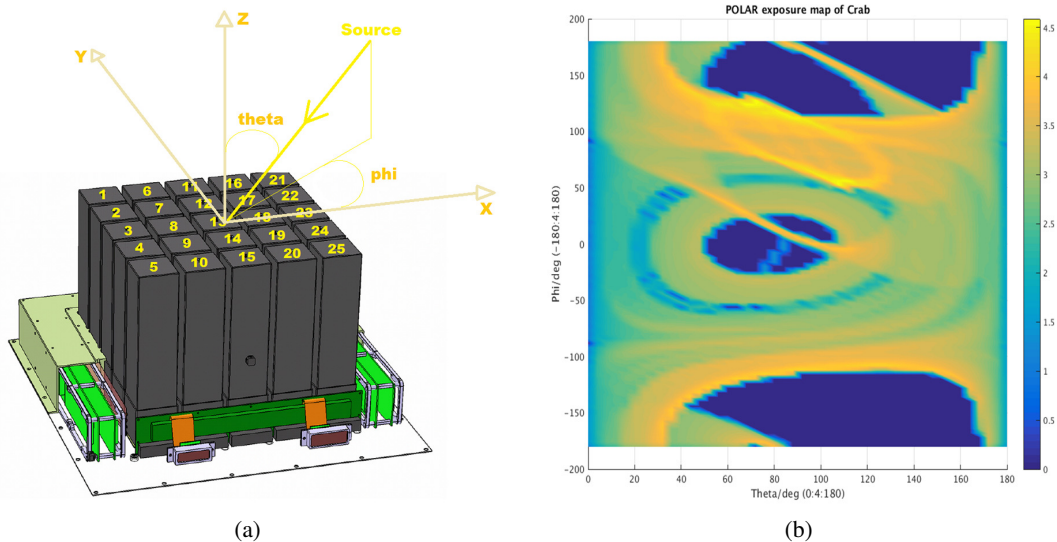 Z
Y
Source
theta
phi
X
1 6 11 16 21
2 7 12 17 22
3 8 13 18 23
4 9 14 19 24
5 10 15 20 25
(a)
POLAR exposure map of Crab
Phi/deg (-180:4:180)
200
150
100
50
0
-50
-100
-150
-200
0 20 40 60 80 100 120 140 160 180
Theta/deg (0:4:180)
4.5
4
3.5
3
2.5
2
1.5
1
0.5
0
(b)